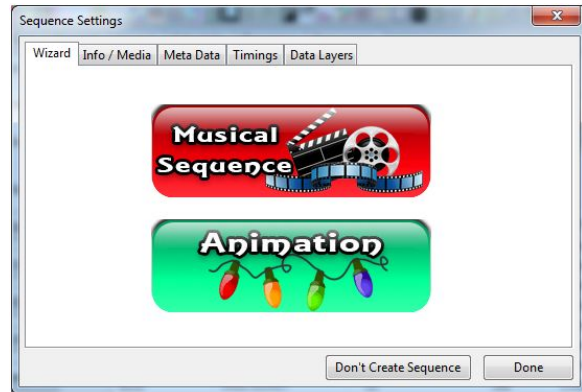 Sequence Settings
Wizard Info / Media Meta Data Timings Data Layers
Musical
Sequence
Animation
Don't Create Sequence Done